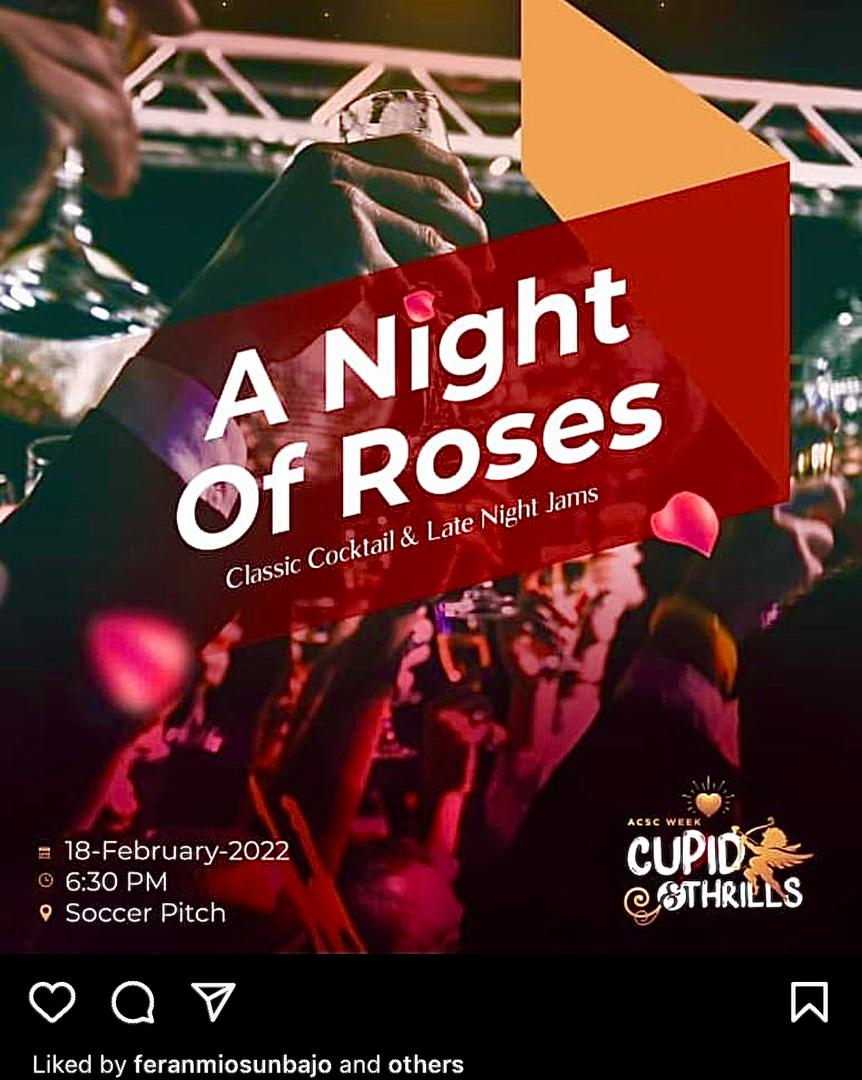 A Night
Of Roses
Classic Cocktail & Late Night Jams
18-February-2022
6:30 PM
Soccer Pitch
ACSC WEEK
CUPID
&THRILLS
Liked by feranmiosunbajo and others